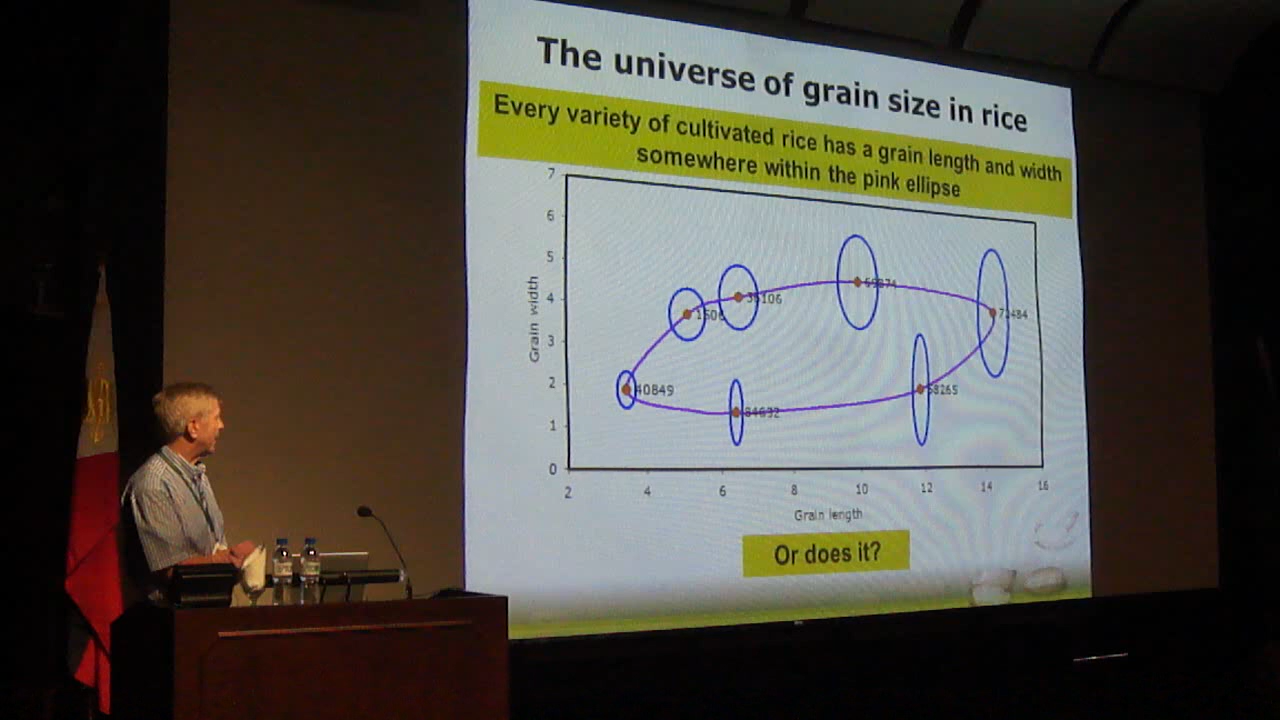 The universe of grain size in rice
Every variety of cultivated rice has a grain length and width
somewhere within the pink ellipse
7
6
5
4
3
2
1
0
Grain width
40849
84632
58265
2 4 6 8 10 12 14 16
Grain length
Or does it?